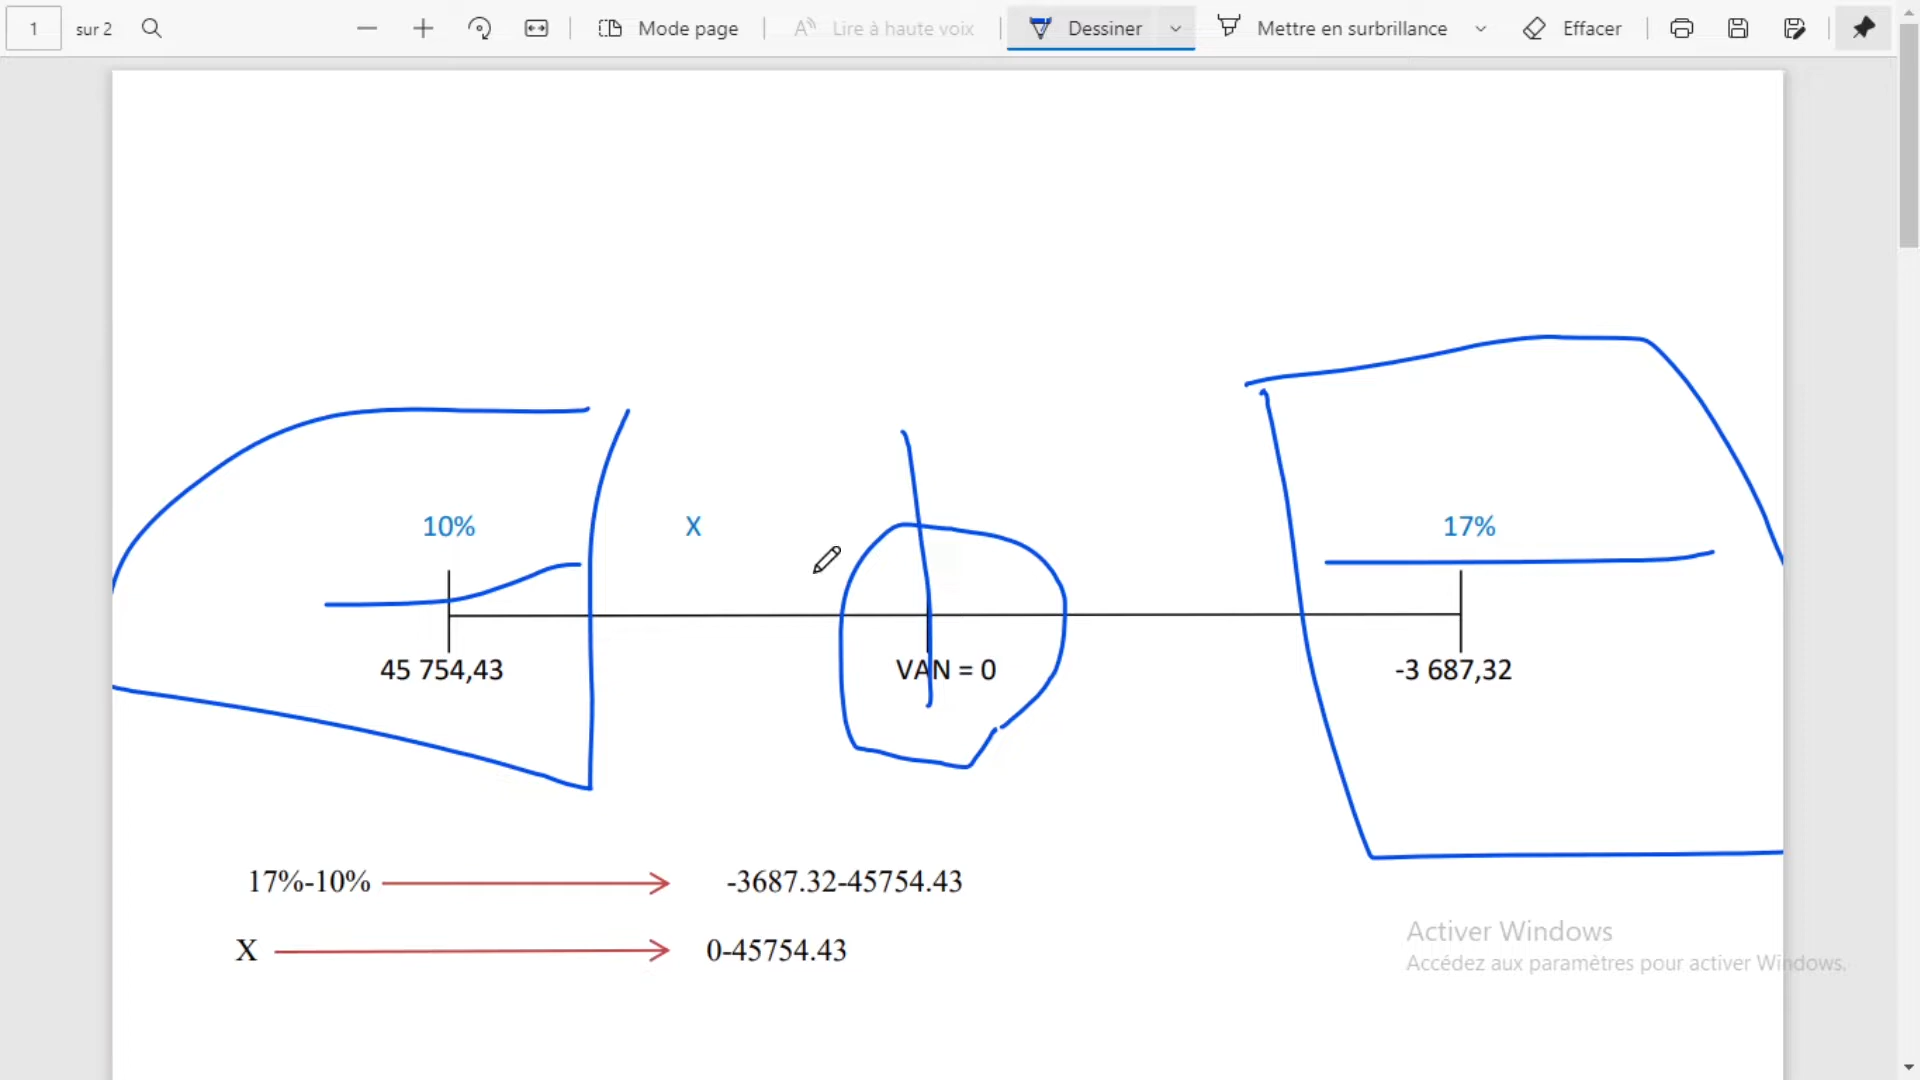 1 sur 2 Mode page Lire à haute voix Dessiner Mettre en surbrillance Effacer
10% X 17%
45 754,43 VAN = 0 -3 687,32
17%-10% -3687.32-45754.43
X 0-45754.43
Activer Windows
Accédez aux paramètres pour activer Windows.